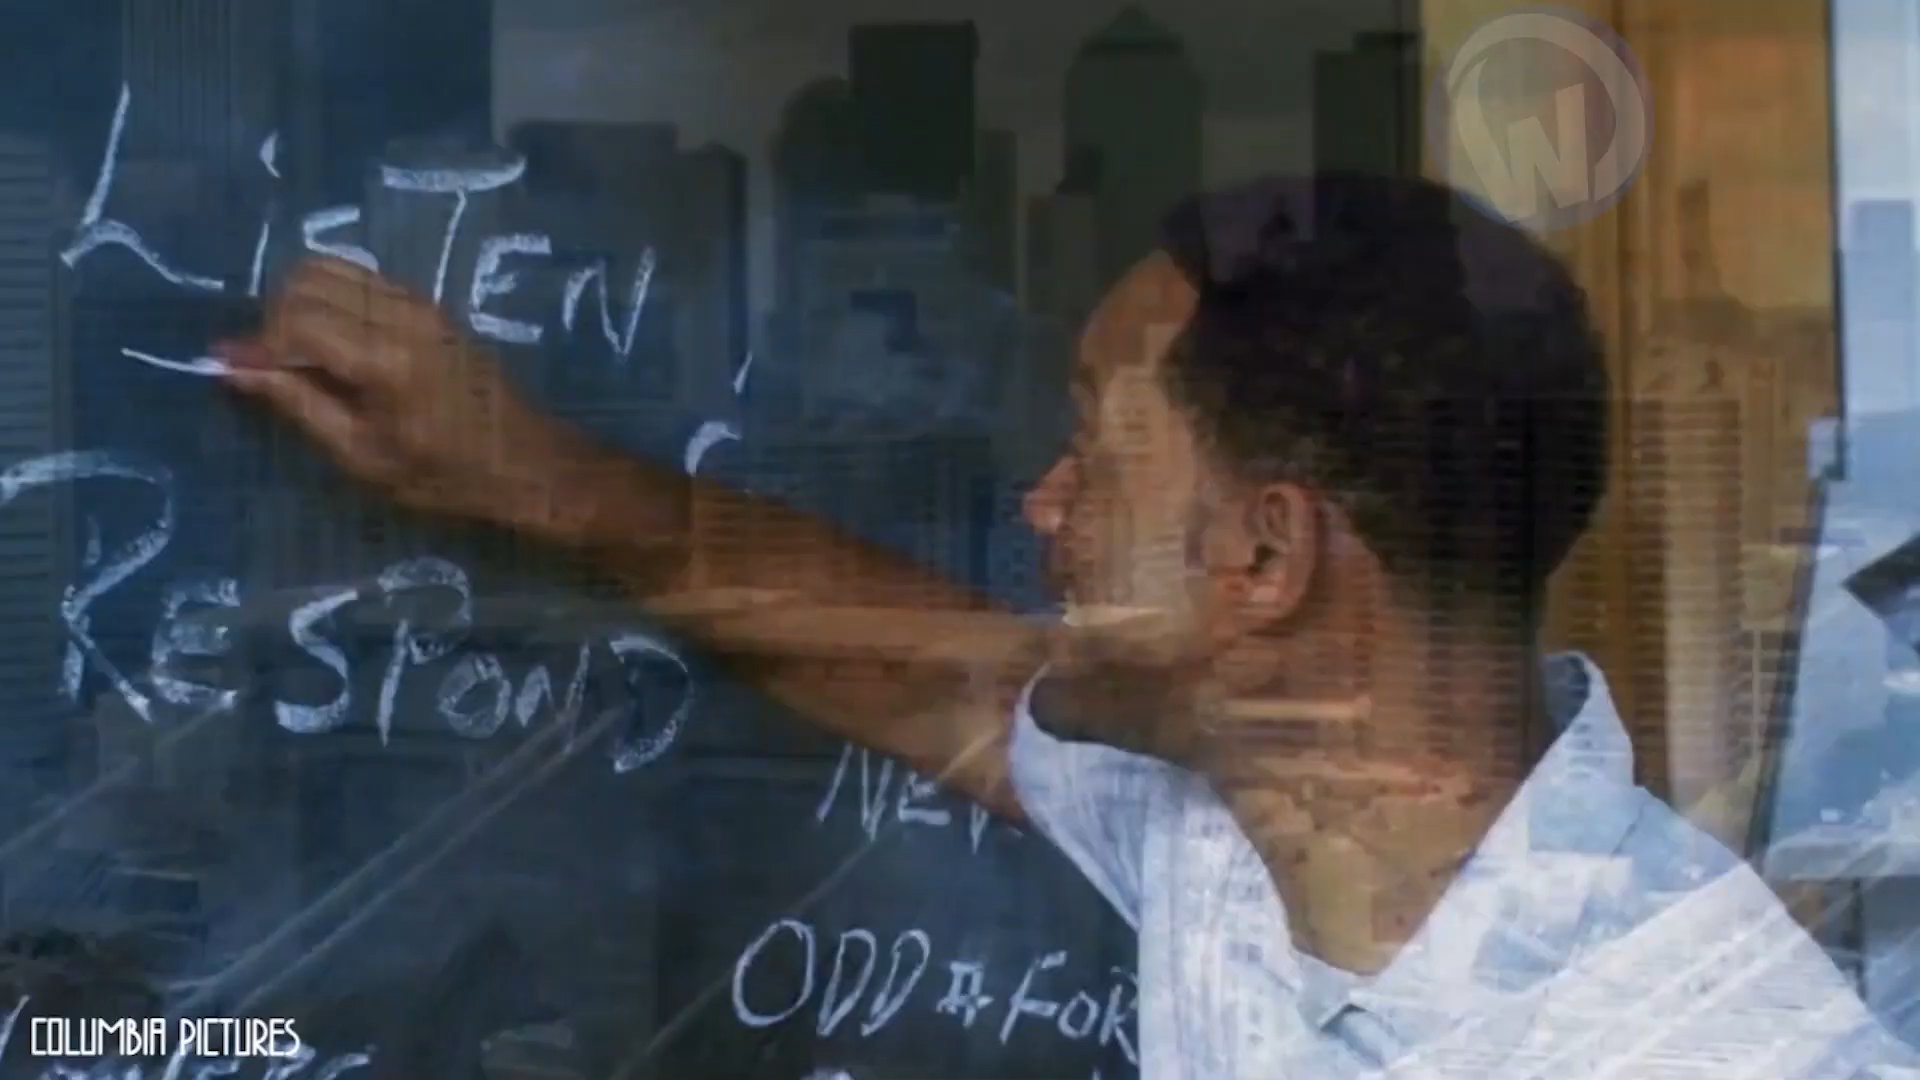 LiSTEN
RESPOND
ODD # FOR
COLUMBIA PICTURES
W